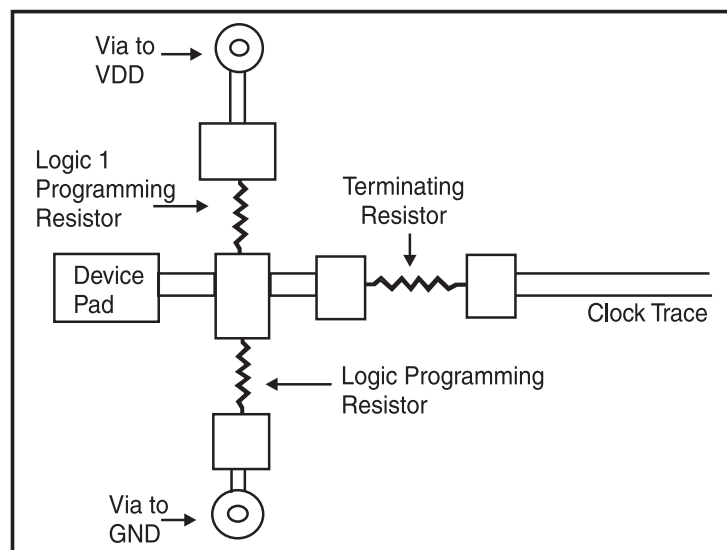 Via to
VDD
Logic 1
Programming
Resistor
Terminating
Resistor
Device
Pad
Clock Trace
Logic Programming
Resistor
Via to
GND